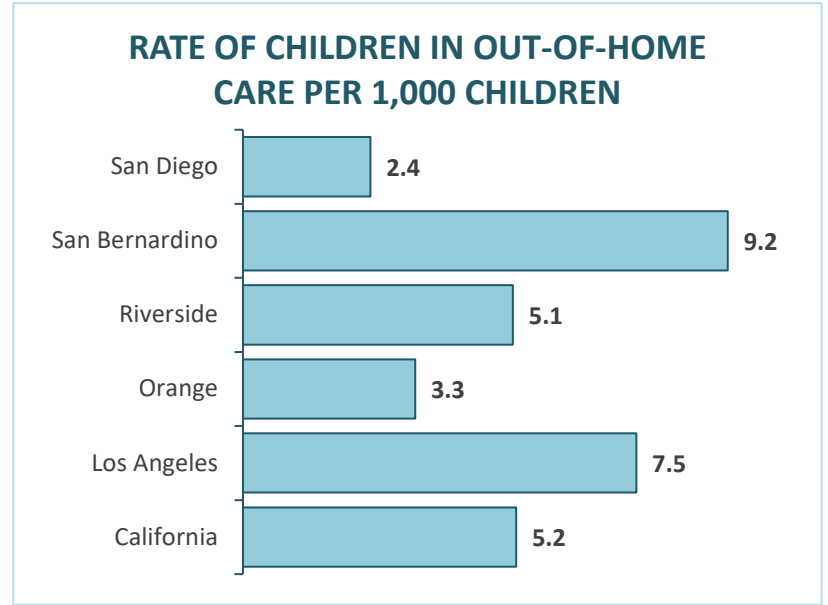 RATE OF CHILDREN IN OUT-OF-HOME
CARE PER 1,000 CHILDREN
San Diego 2.4
San Bernardino 9.2
Riverside 5.1
Orange 3.3
Los Angeles 7.5
California 5.2